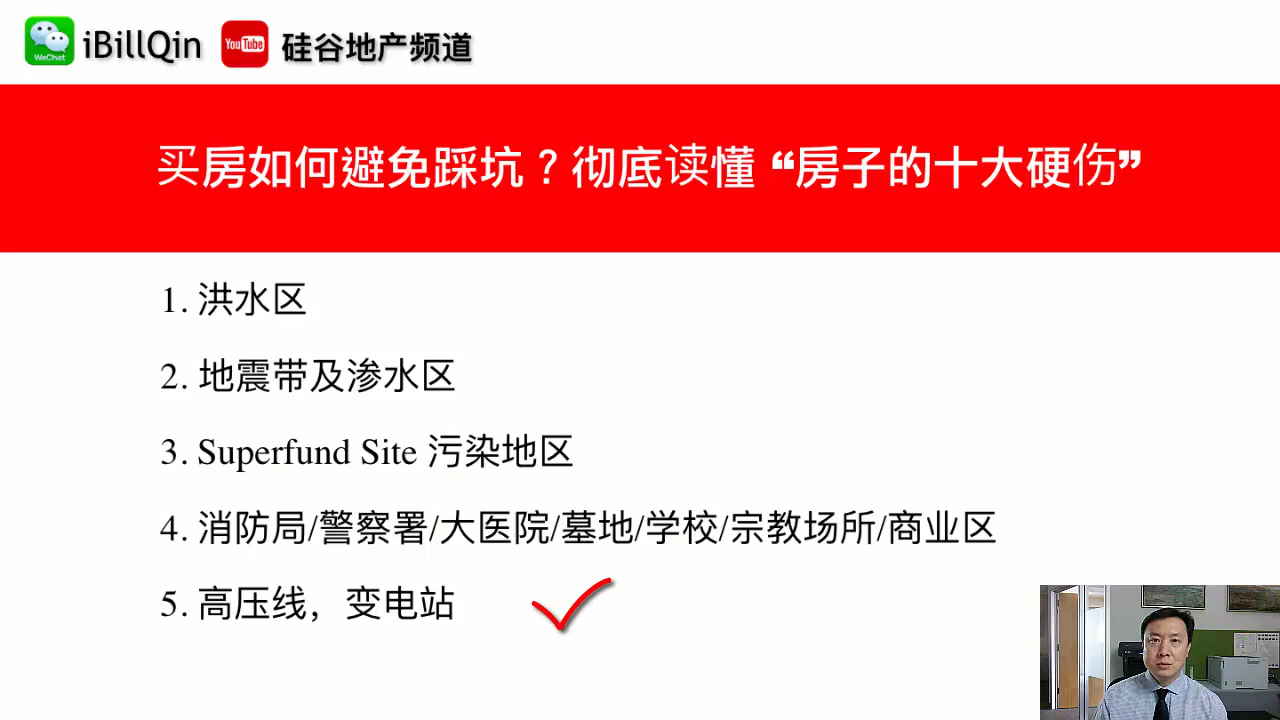 WeChat
iBillQin
YouTube
硅谷地产频道
买房如何避免踩坑？彻底读懂 “房子的十大硬伤”
1. 洪水区
2. 地震带及渗水区
3. Superfund Site 污染地区
4. 消防局/警察署/大医院/墓地/学校/宗教场所/商业区
5. 高压线，变电站